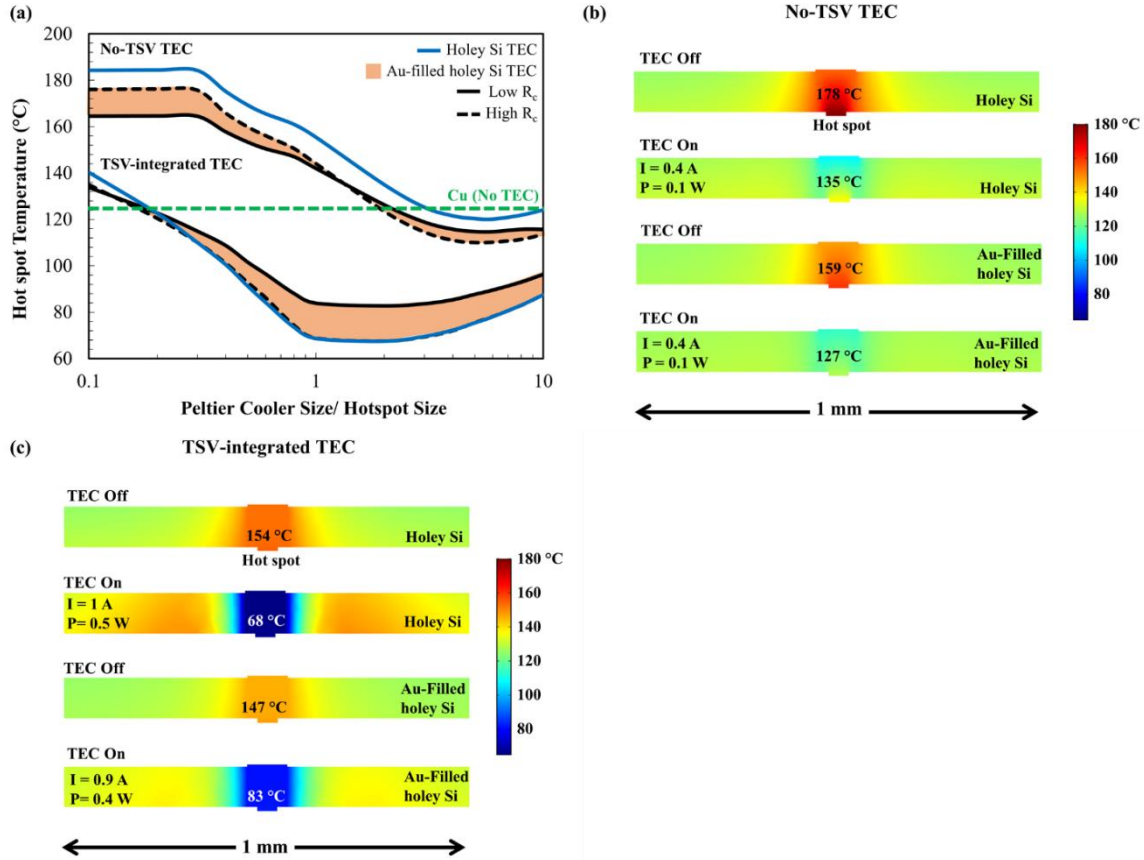 (a)
200
180
160
140
120
100
80
60
0.1
1
10
Hot spot Temperature (°C)
Peltier Cooler Size/ Hotspot Size
No-TSV TEC
TSV-integrated TEC
Holey Si TEC
Au-filled holey Si TEC
Low Rc
High Rc
Cu (No TEC)
(b)
No-TSV TEC
TEC Off
178 °C
Holey Si
Hot spot
TEC On
I = 0.4 A
P = 0.1 W
135 °C
Holey Si
TEC Off
159 °C
Au-Filled
holey Si
TEC On
I = 0.4 A
P = 0.1 W
127 °C
Au-Filled
holey Si
1 mm
180 °C
160
140
120
100
80
(c)
TSV-integrated TEC
TEC Off
154 °C
Holey Si
Hot spot
TEC On
I = 1 A
P= 0.5 W
68 °C
Holey Si
TEC Off
147 °C
Au-Filled
holey Si
TEC On
I = 0.9 A
P= 0.4 W
83 °C
Au-Filled
holey Si
1 mm
180 °C
160
140
120
100
80